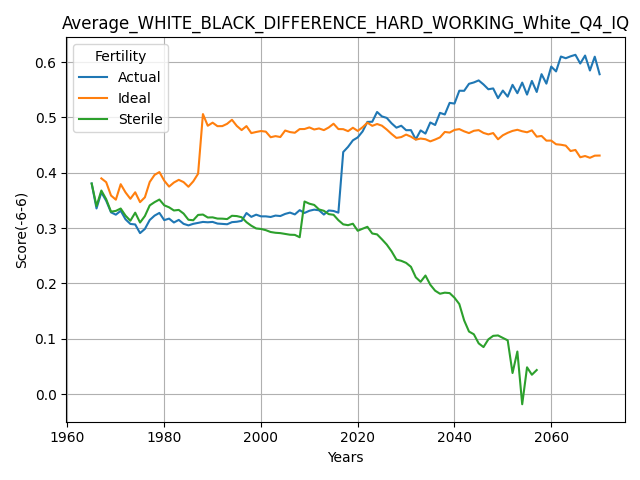 Average_WHITE_BLACK_DIFFERENCE_HARD_WORKING_White_Q4_IQ
Fertility
Actual
Ideal
Sterile
Score(-6-6)
0.6
0.5
0.4
0.3
0.2
0.1
0.0
1960
1980
2000
2020
2040
2060
Years